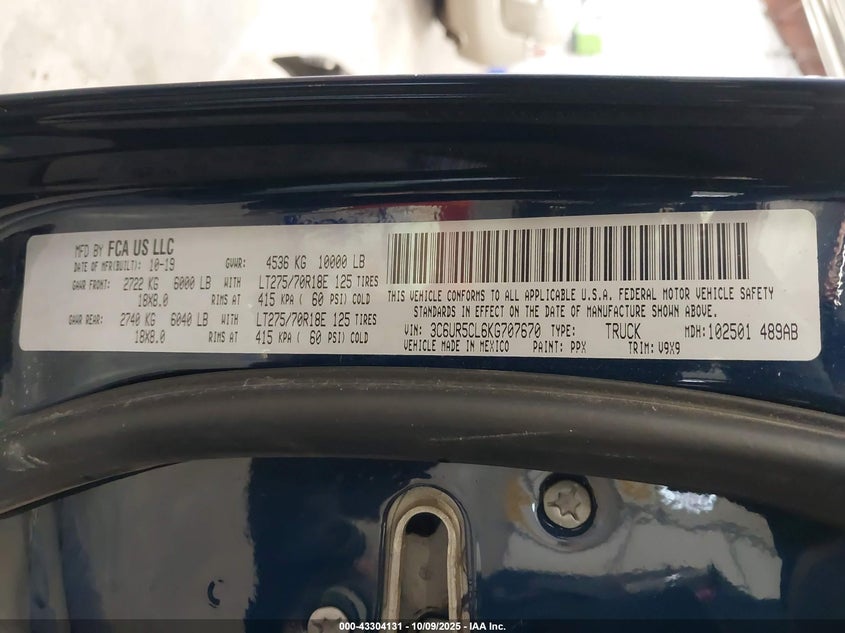 MFD BY FCA US LLC
DATE OF MFR(BUILT): 10-19 GVWR: 4536 KG 10000 LB
GAWR FRONT: 2722 KG 6000 LB WITH LT275/70R18E 125 TIRES
18X8.0 RIMS AT 415 KPA ( 60 PSI) COLD
GAWR REAR: 2740 KG 6040 LB WITH LT275/70R18E 125 TIRES
18X8.0 RIMS AT 415 KPA ( 60 PSI) COLD
THIS VEHICLE CONFORMS TO ALL APPLICABLE U.S.A. FEDERAL MOTOR VEHICLE SAFETY
STANDARDS IN EFFECT ON THE DATE OF MANUFACTURE SHOWN ABOVE.
VIN: 3C6UR5CL6KG707670 TYPE: TRUCK MDH: 102501 489AB
VEHICLE MADE IN MEXICO PAINT: PPX TRIM: V9X9
000-43304131 - 10/09/2025 - IAA Inc.